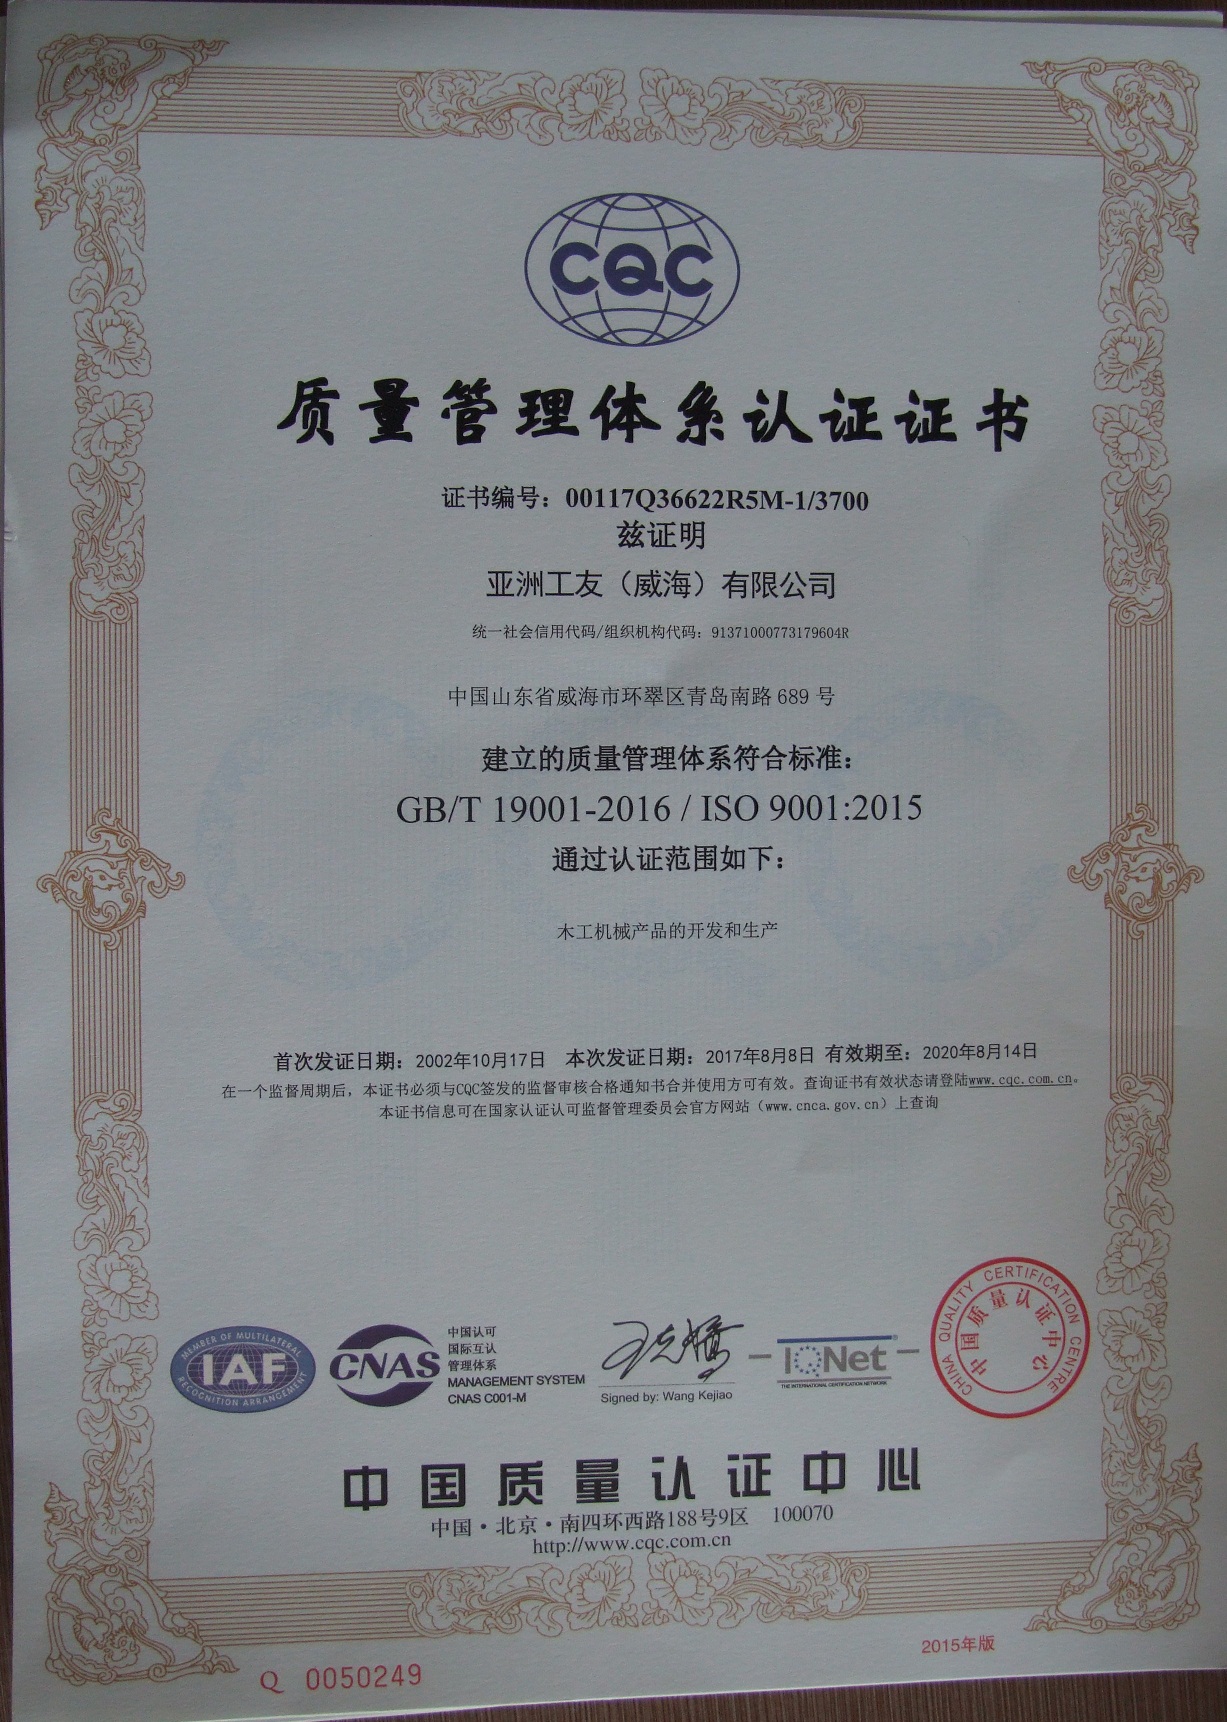 CQC
质量管理体系认证证书
证书编号：00117Q36622R5M-1/3700
兹证明
亚洲工友（威海）有限公司
统一社会信用代码/组织机构代码：91371000773179604R
中国山东省威海市环翠区青岛南路 689 号
建立的质量管理体系符合标准：
GB/T 19001-2016 / ISO 9001:2015
通过认证范围如下：
木工机械产品的开发和生产
首次发证日期：2002年10月17日 本次发证日期：2017年8月8日 有效期至：2020年8月14日
在一个监督周期后，本证书必须与CQC签发的监督审核合格通知书合并使用方可有效。查询证书有效状态请登陆www.cqc.com.cn。
本证书信息可在国家认证认可监督管理委员会官方网站（www.cnca.gov.cn）上查询
MEMBER OF MULTILATERAL
IAF
RECOGNITION ARRANGEMENT
CNAS
中国认可
国际互认
管理体系
MANAGEMENT SYSTEM
CNAS C001-M
Signed by: Wang Kejiao
IQNet
THE INTERNATIONAL CERTIFICATION NETWORK
CHINA QUALITY CERTIFICATION CENTRE
中国质量认证中心
中国质量认证中心
中国·北京·南四环西路188号9区 100070
http://www.cqc.com.cn
2015年版
Q 0050249